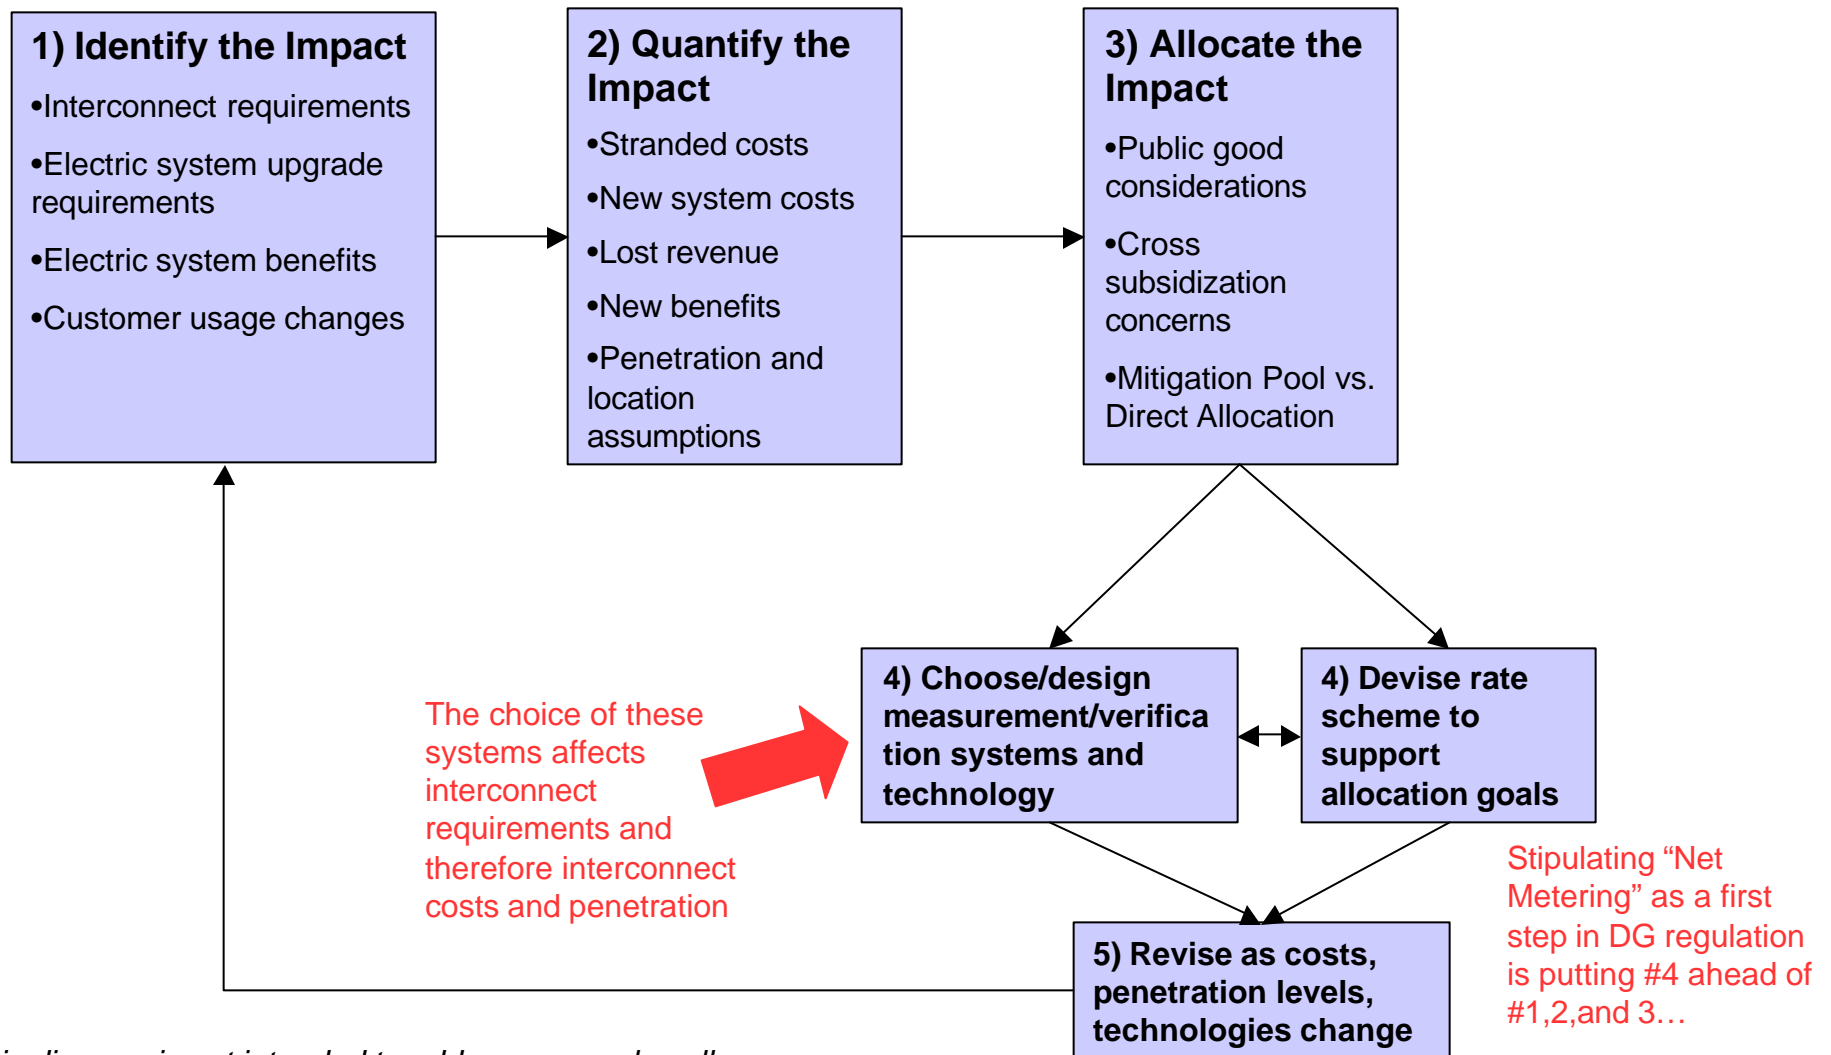 1) Identify the Impact
•Interconnect requirements
•Electric system upgrade
requirements
•Electric system benefits
•Customer usage changes
2) Quantify the
Impact
•Stranded costs
•New system costs
•Lost revenue
•New benefits
•Penetration and
location
assumptions
3) Allocate the
Impact
•Public good
considerations
•Cross
subsidization
concerns
•Mitigation Pool vs.
Direct Allocation
The choice of these
systems affects
interconnect
requirements and
therefore interconnect
costs and penetration
4) Choose/design
measurement/verifica
tion systems and
technology
4) Devise rate
scheme to
support
allocation goals
Stipulating “Net
Metering” as a first
step in DG regulation
is putting #4 ahead of
#1,2,and 3…
5) Revise as costs,
penetration levels,
technologies change